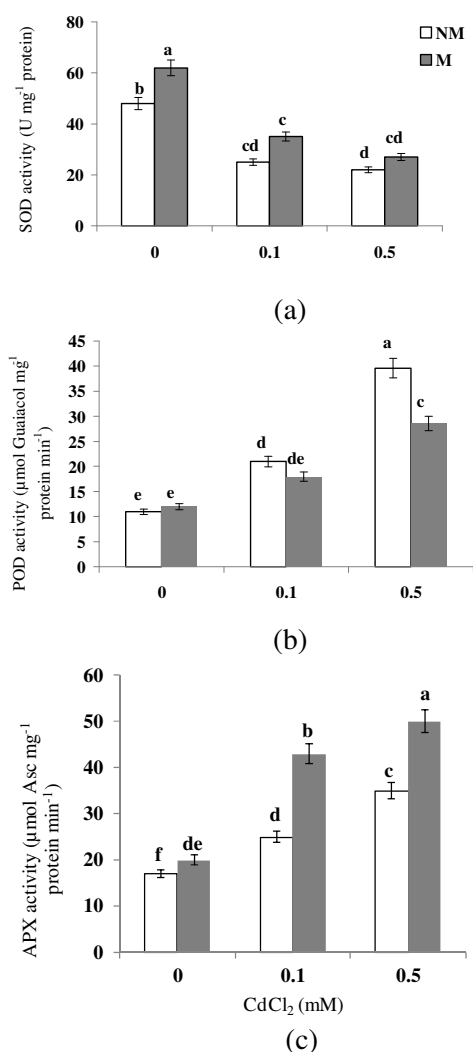 NM
M
SOD activity (U mg⁻¹ protein)
80
60
40
20
0
b
a
cd
c
d
cd
0 0.1 0.5
(a)
POD activity (µmol Guaiacol mg⁻¹
protein min⁻¹)
45
40
35
30
25
20
15
10
5
0
e
e
d
de
a
c
0 0.1 0.5
(b)
APX activity (µmol Asc mg⁻¹
protein min⁻¹)
60
50
40
30
20
10
0
f
de
d
b
c
a
0 0.1 0.5
CdCl₂ (mM)
(c)